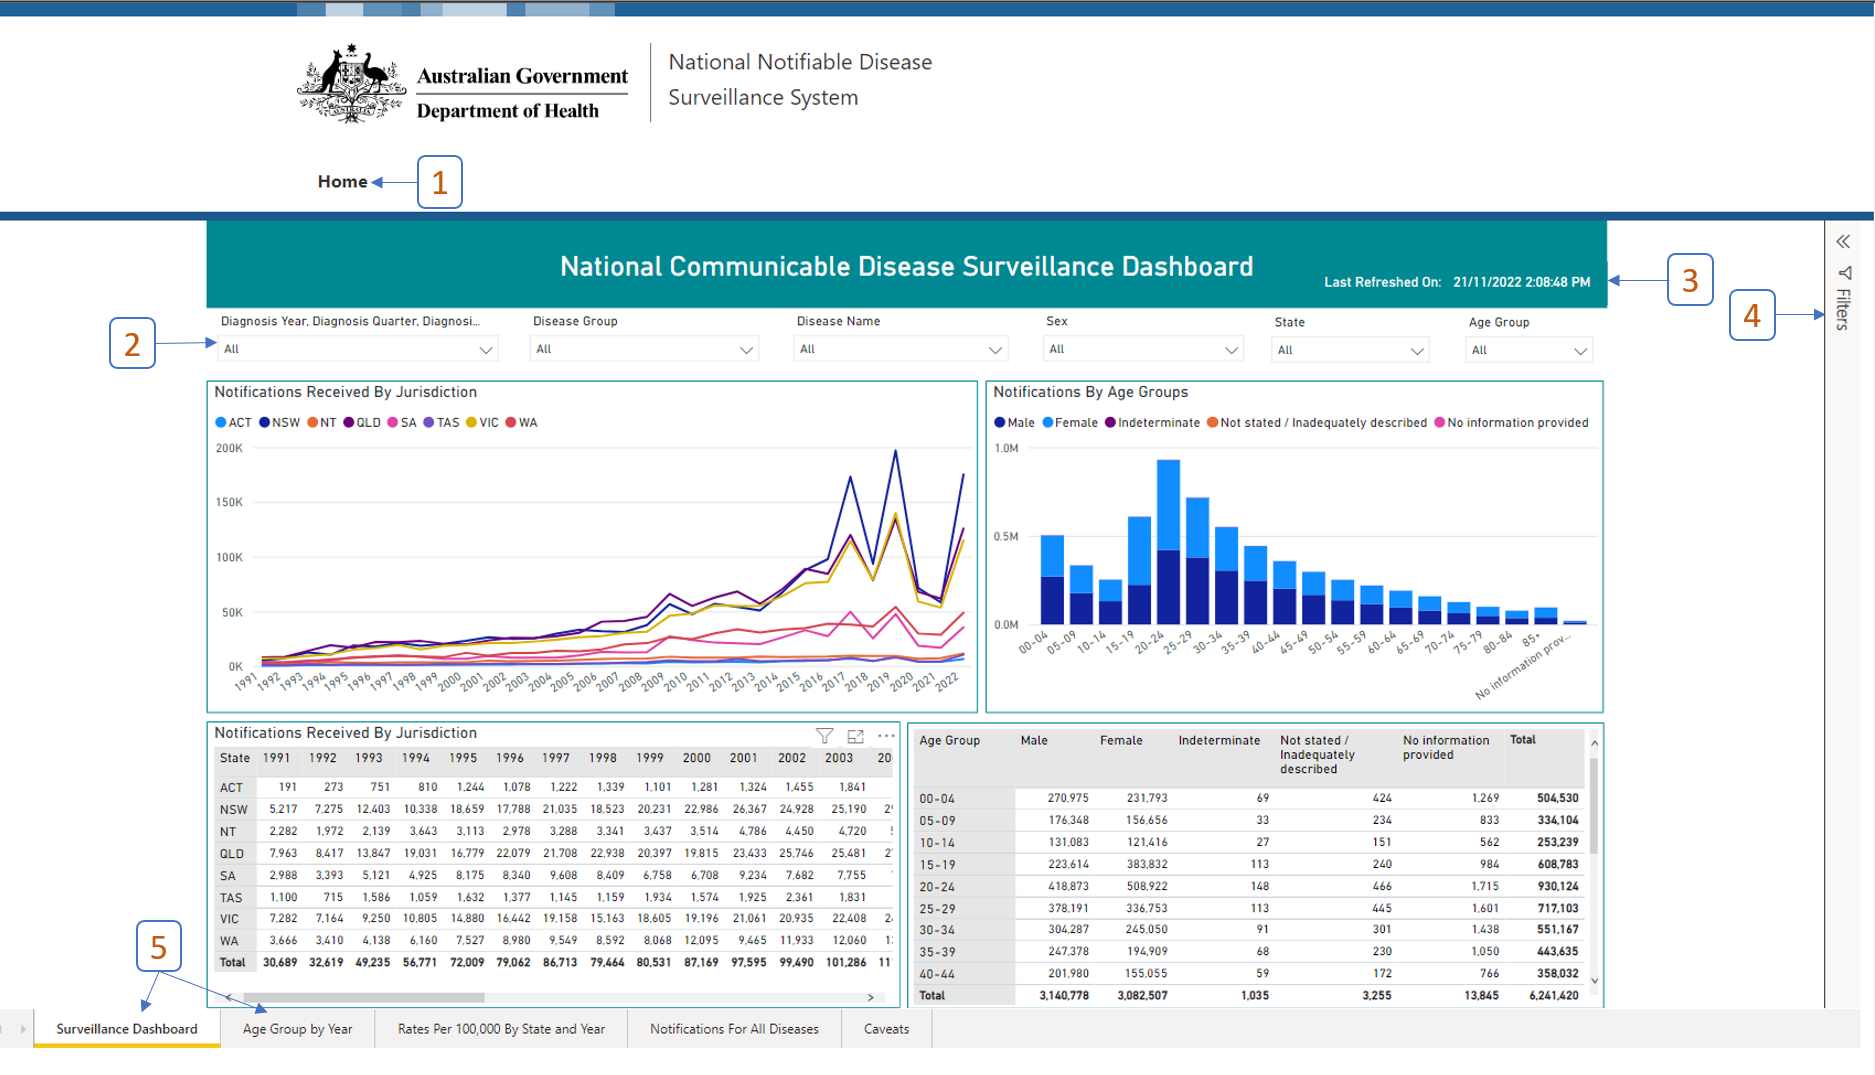 Australian Government
Department of Health
National Notifiable Disease
Surveillance System
Home
1
National Communicable Disease Surveillance Dashboard
Last Refreshed On: 21/11/2022 2:08:48 PM
3
4
Filters
2
Diagnosis Year, Diagnosis Quarter, Diagnosi... Disease Group Disease Name Sex State Age Group
All All All All All All
Notifications Received By Jurisdiction
ACT NSW NT QLD SA TAS VIC WA
200K
150K
100K
50K
0K
1991 1992 1993 1994 1995 1996 1997 1998 1999 2000 2001 2002 2003 2004 2005 2006 2007 2008 2009 2010 2011 2012 2013 2014 2015 2016 2017 2018 2019 2020 2021 2022
Notifications By Age Groups
Male Female Indeterminate Not stated / Inadequately described No information provided
1.0M
0.5M
0.0M
00-04 05-09 10-14 15-19 20-24 25-29 30-34 35-39 40-44 45-49 50-54 55-59 60-64 65-69 70-74 75-79 80-84 85+ No information prov...
Notifications Received By Jurisdiction
State 1991 1992 1993 1994 1995 1996 1997 1998 1999 2000 2001 2002 2003
ACT 191 273 751 810 1,244 1,078 1,222 1,339 1,101 1,281 1,324 1,455 1,841
NSW 5,217 7,275 12,403 10,338 18,659 17,788 21,035 18,523 20,231 22,986 26,367 24,928 25,190
NT 2,282 1,972 2,139 3,643 3,113 2,978 3,288 3,341 3,437 3,514 4,786 4,450 4,720
QLD 7,963 8,417 13,847 19,031 16,779 22,079 21,708 22,938 20,397 19,815 23,433 25,746 25,481
SA 2,988 3,393 5,121 4,925 8,175 8,340 9,608 8,409 6,758 6,708 9,234 7,682 7,755
TAS 1,100 715 1,586 1,059 1,632 1,377 1,145 1,159 1,934 1,574 1,925 2,361 1,831
VIC 7,282 7,164 9,250 10,805 14,880 16,442 19,158 15,163 18,605 19,196 21,061 20,935 22,408
WA 3,666 3,410 4,138 6,160 7,527 8,980 9,549 8,592 8,068 12,095 9,465 11,933 12,060
Total 30,689 32,619 49,235 56,771 72,009 79,062 86,713 79,464 80,531 87,169 97,595 99,490 101,286
Age Group Male Female Indeterminate Not stated / No information Total
Inadequately provided
described
00-04 270,975 231,793 69 424 1,269 504,530
05-09 176,348 156,656 33 234 833 334,104
10-14 131,083 121,416 27 151 562 253,239
15-19 223,614 383,832 113 240 984 608,783
20-24 418,873 508,922 148 466 1,715 930,124
25-29 378,191 336,753 113 445 1,601 717,103
30-34 304,287 245,050 91 301 1,438 551,167
35-39 247,378 194,909 68 230 1,050 443,635
40-44 201,980 155,055 59 172 766 358,032
Total 3,140,778 3,082,507 1,035 3,255 13,845 6,241,420
5
Surveillance Dashboard Age Group by Year Rates Per 100,000 By State and Year Notifications For All Diseases Caveats